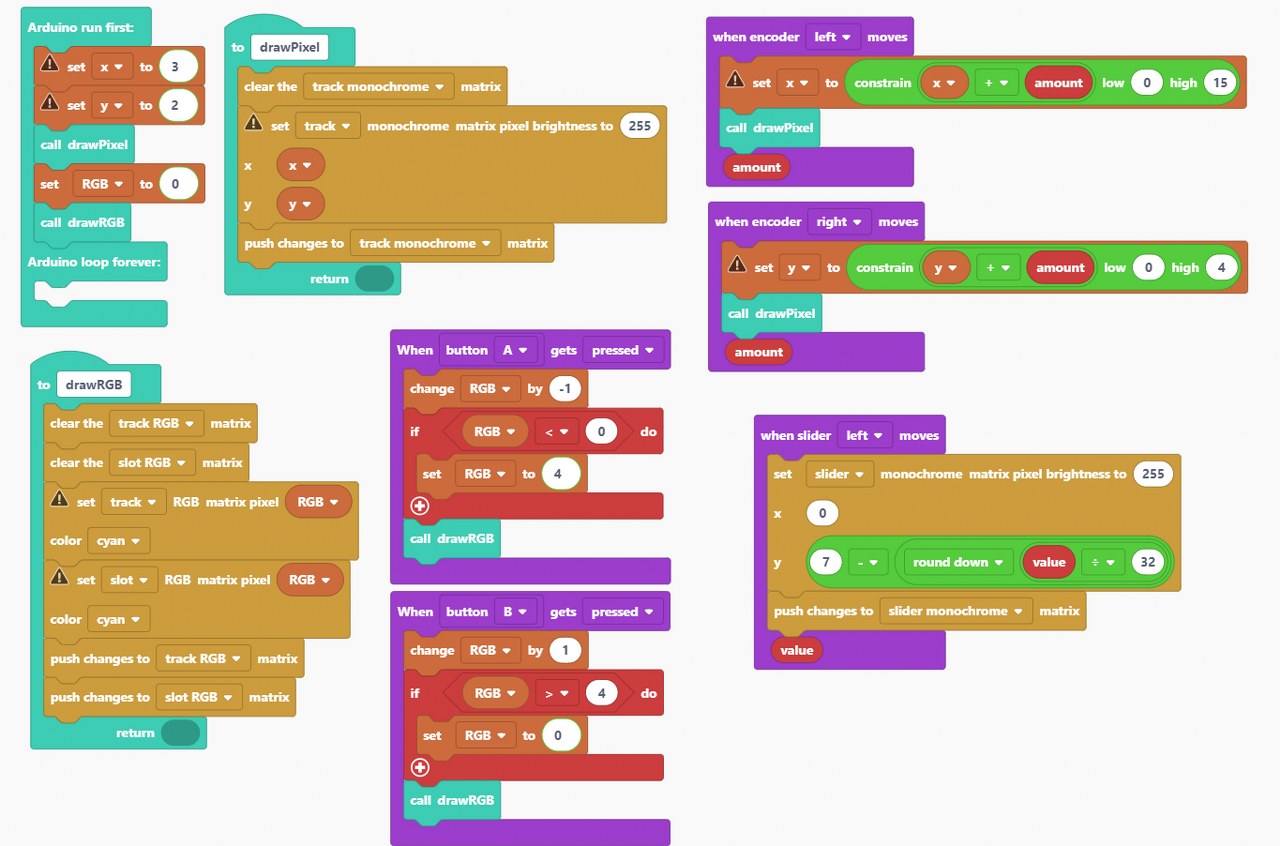 Arduino run first:
set x to 3
set y to 2
call drawPixel
set RGB to 0
call drawRGB
Arduino loop forever:
to drawPixel
clear the track monochrome matrix
set track monochrome matrix pixel brightness to 255
x x
y y
push changes to track monochrome matrix
return
when encoder left moves
set x to constrain x + amount low 0 high 15
call drawPixel
amount
when encoder right moves
set y to constrain y + amount low 0 high 4
call drawPixel
amount
to drawRGB
clear the track RGB matrix
clear the slot RGB matrix
set track RGB matrix pixel RGB
color cyan
set slot RGB matrix pixel RGB
color cyan
push changes to track RGB matrix
push changes to slot RGB matrix
return
When button A gets pressed
change RGB by -1
if RGB < 0 do
set RGB to 4
call drawRGB
When button B gets pressed
change RGB by 1
if RGB > 4 do
set RGB to 0
call drawRGB
when slider left moves
set slider monochrome matrix pixel brightness to 255
x 0
y 7 - round down value ÷ 32
push changes to slider monochrome matrix
value